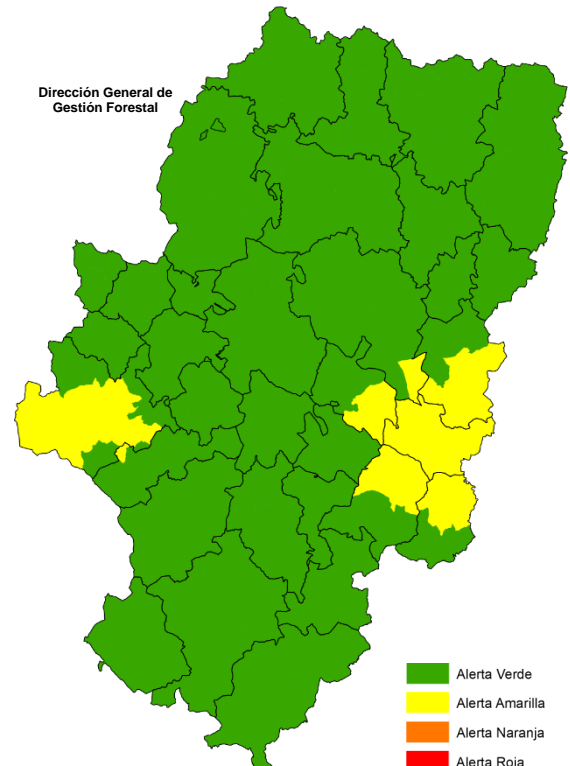 Dirección General de
Gestión Forestal
Alerta Verde
Alerta Amarilla
Alerta Naranja
Alerta Roja